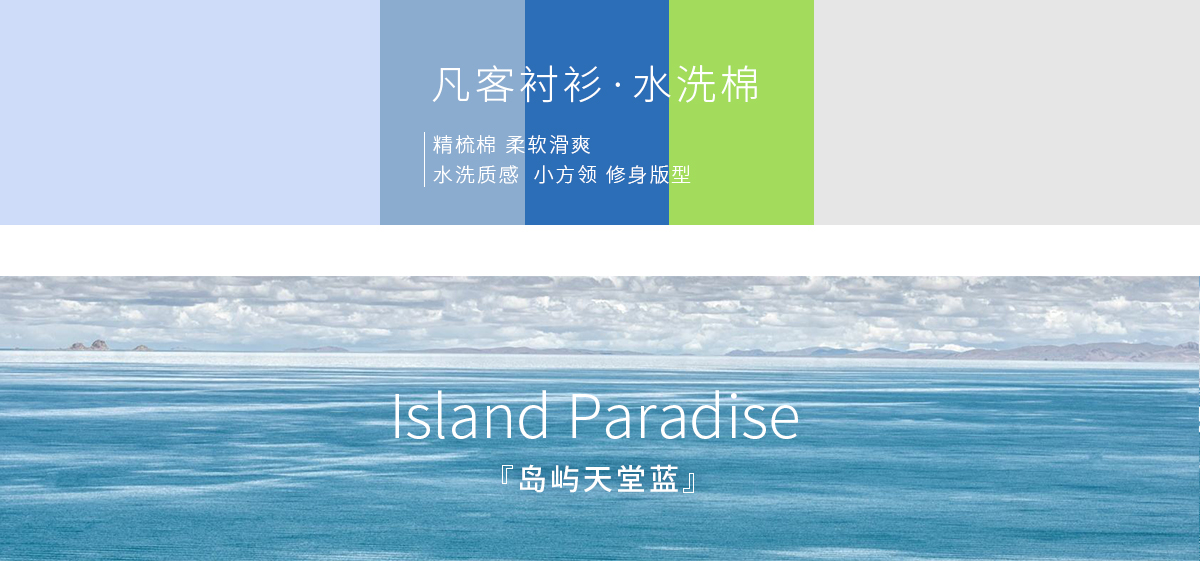 凡客衬衫·水洗棉
精梳棉 柔软滑爽
水洗质感 小方领 修身版型
Island Paradise
『岛屿天堂蓝』